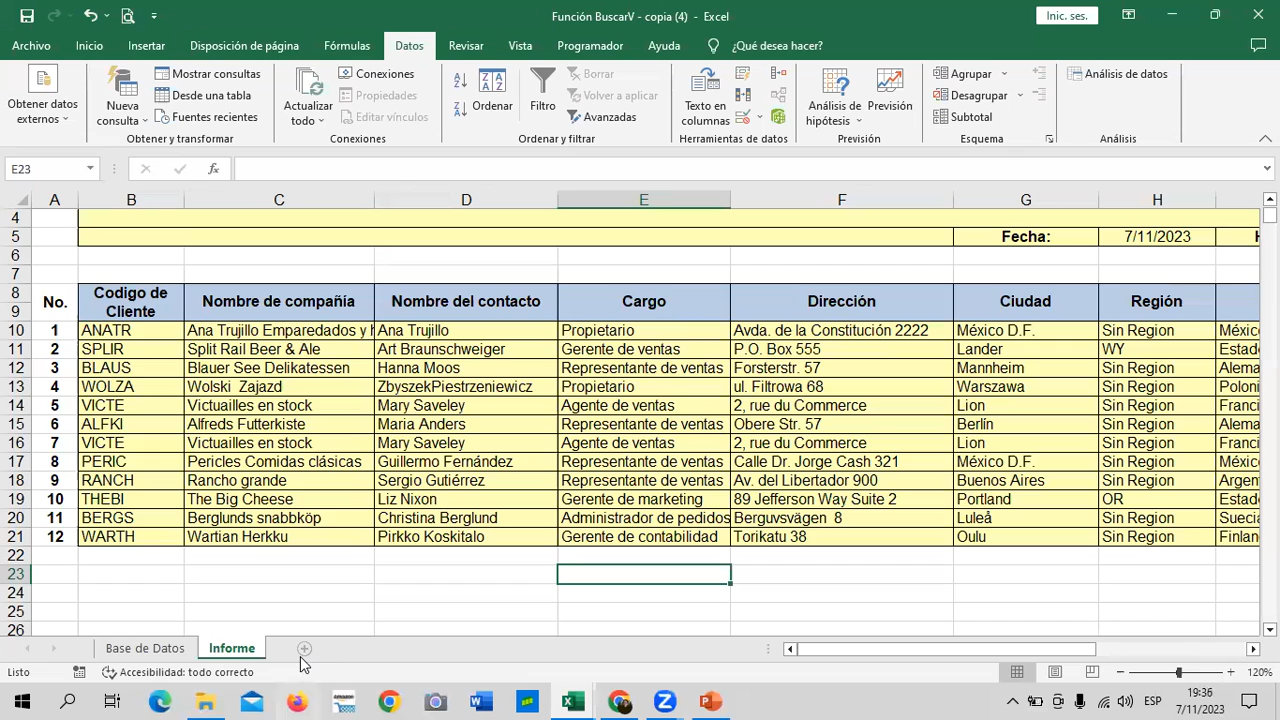 Función BuscarV - copia (4) - Excel
Inic. ses.
Archivo Inicio Insertar Disposición de página Fórmulas Datos Revisar Vista Programador Ayuda ¿Qué desea hacer?
Obtener datos externos
Nueva consulta
Mostrar consultas
Desde una tabla
Fuentes recientes
Actualizar todo
Conexiones
Propiedades
Editar vínculos
Ordenar
Filtro
Borrar
Volver a aplicar
Avanzadas
Texto en columnas
Análisis de hipótesis
Previsión
Agrupar
Desagrupar
Subtotal
Análisis de datos
Obtener y transformar Conexiones Ordenar y filtrar Herramientas de datos Previsión Esquema Análisis
E23 fx
A B C D E F G H
4
5 Fecha: 7/11/2023 H
6
7
8 No. Codigo de Cliente Nombre de compañía Nombre del contacto Cargo Dirección Ciudad Región
9
10 1 ANATR Ana Trujillo Emparedados y h Ana Trujillo Propietario Avda. de la Constitución 2222 México D.F. Sin Region Méxic
11 2 SPLIR Split Rail Beer & Ale Art Braunschweiger Gerente de ventas P.O. Box 555 Lander WY Estad
12 3 BLAUS Blauer See Delikatessen Hanna Moos Representante de ventas Forsterstr. 57 Mannheim Sin Region Alema
13 4 WOLZA Wolski  Zajazd ZbyszekPiestrzeniewicz Propietario ul. Filtrowa 68 Warszawa Sin Region Poloni
14 5 VICTE Victuailles en stock Mary Saveley Agente de ventas 2, rue du Commerce Lion Sin Region Franci
15 6 ALFKI Alfreds Futterkiste Maria Anders Representante de ventas Obere Str. 57 Berlín Sin Region Alema
16 7 VICTE Victuailles en stock Mary Saveley Agente de ventas 2, rue du Commerce Lion Sin Region Franci
17 8 PERIC Pericles Comidas clásicas Guillermo Fernández Representante de ventas Calle Dr. Jorge Cash 321 México D.F. Sin Region Méxic
18 9 RANCH Rancho grande Sergio Gutiérrez Representante de ventas Av. del Libertador 900 Buenos Aires Sin Region Argen
19 10 THEBI The Big Cheese Liz Nixon Gerente de marketing 89 Jefferson Way Suite 2 Portland OR Estad
20 11 BERGS Berglunds snabbköp Christina Berglund Administrador de pedidos Berguvsvägen  8 Luleå Sin Region Sueci
21 12 WARTH Wartian Herkku Pirkko Koskitalo Gerente de contabilidad Torikatu 38 Oulu Sin Region Finlan
22
23
24
25
26
Base de Datos Informe
Listo Accesibilidad: todo correcto 120%
ESP 19:36
7/11/2023